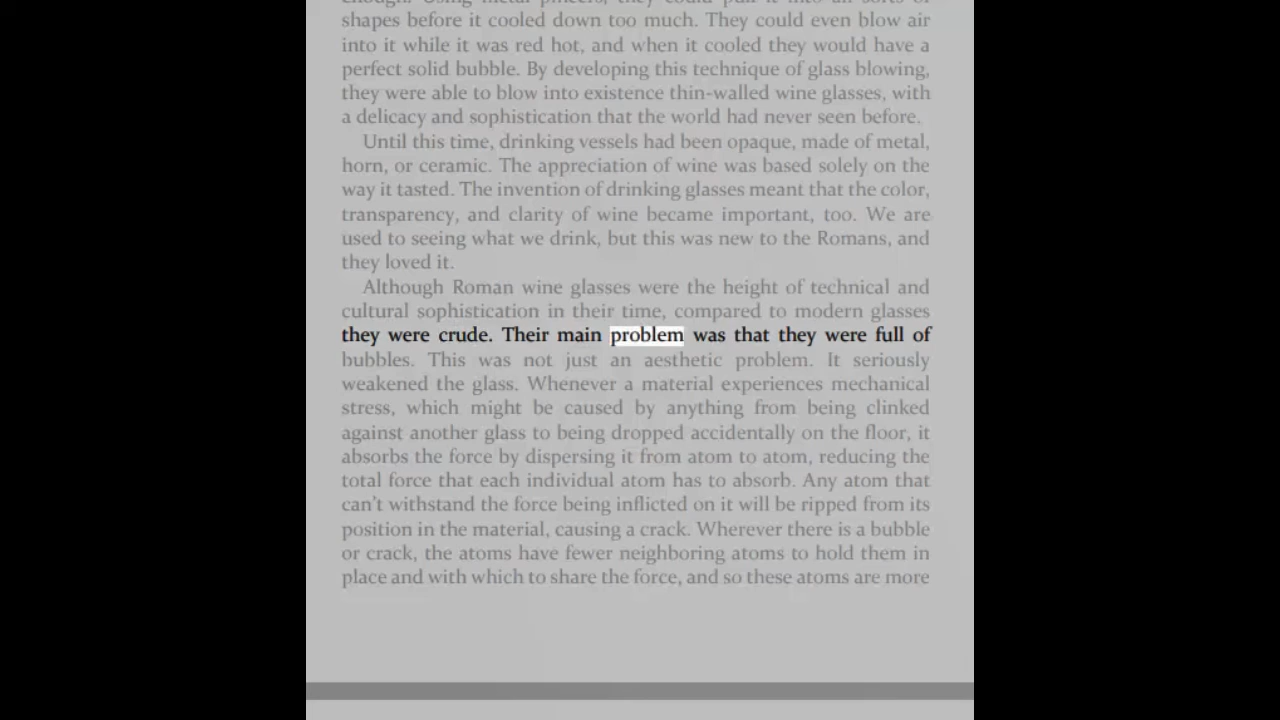 shapes before it cooled down too much. They could even blow air
into it while it was red hot, and when it cooled they would have a
perfect solid bubble. By developing this technique of glass blowing,
they were able to blow into existence thin-walled wine glasses, with
a delicacy and sophistication that the world had never seen before.
Until this time, drinking vessels had been opaque, made of metal,
horn, or ceramic. The appreciation of wine was based solely on the
way it tasted. The invention of drinking glasses meant that the color,
transparency, and clarity of wine became important, too. We are
used to seeing what we drink, but this was new to the Romans, and
they loved it.
Although Roman wine glasses were the height of technical and
cultural sophistication in their time, compared to modern glasses
they were crude. Their main problem was that they were full of
bubbles. This was not just an aesthetic problem. It seriously
weakened the glass. Whenever a material experiences mechanical
stress, which might be caused by anything from being clinked
against another glass to being dropped accidentally on the floor, it
absorbs the force by dispersing it from atom to atom, reducing the
total force that each individual atom has to absorb. Any atom that
can't withstand the force being inflicted on it will be ripped from its
position in the material, causing a crack. Wherever there is a bubble
or crack, the atoms have fewer neighboring atoms to hold them in
place and with which to share the force, and so these atoms are more